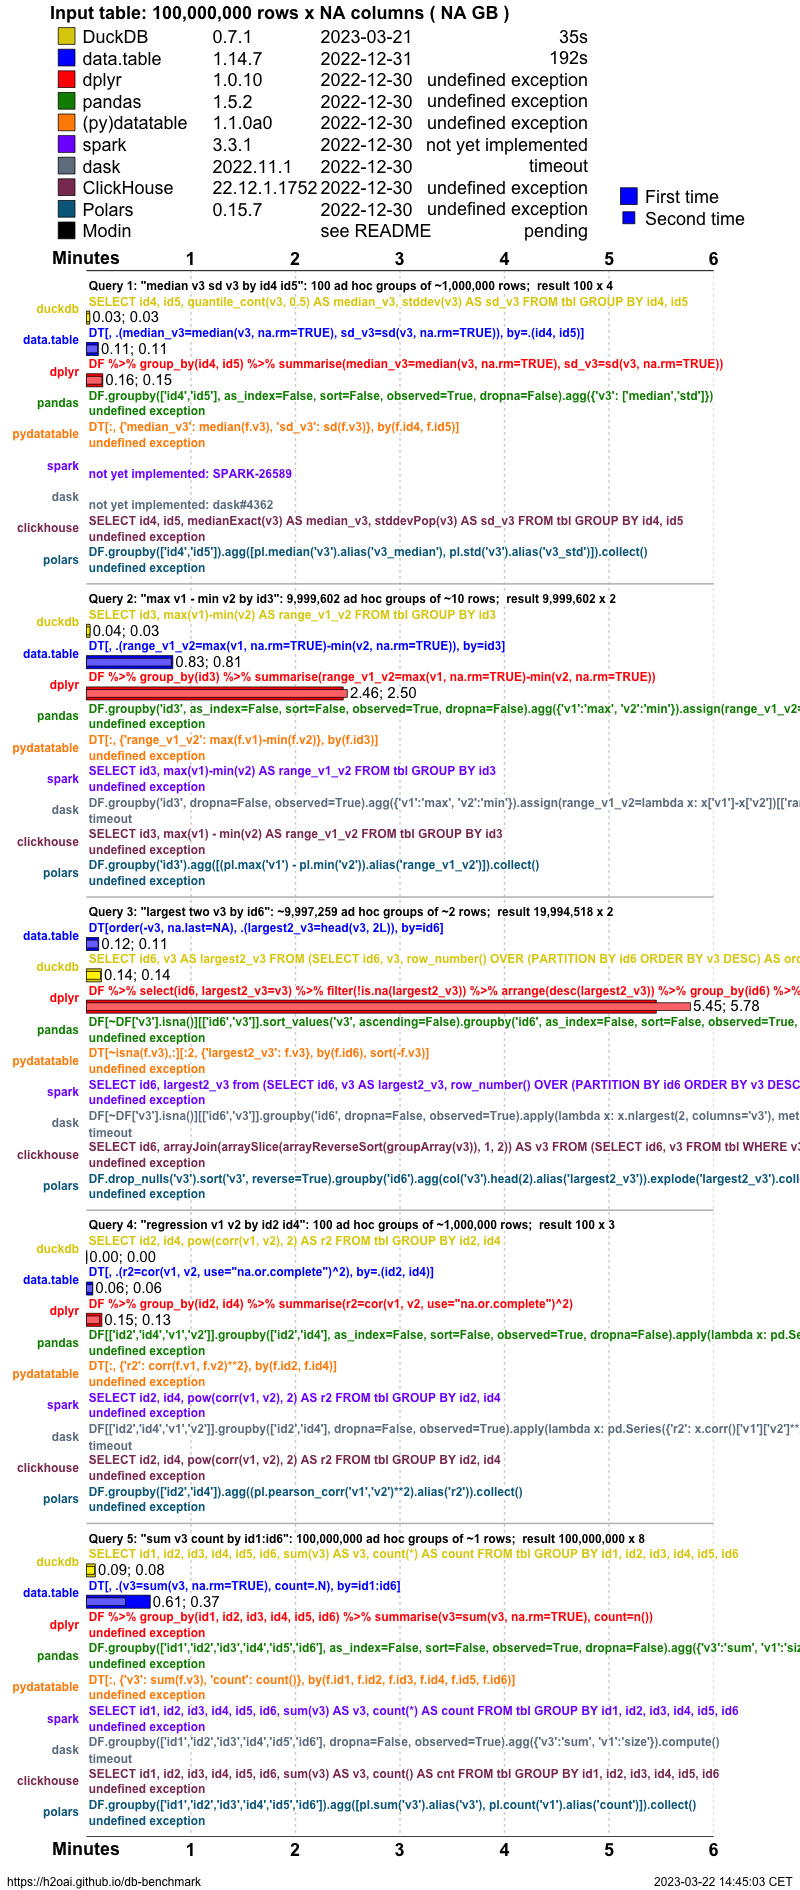 Input table: 100,000,000 rows x NA columns ( NA GB )
DuckDB 0.7.1 2023-03-21 35s
data.table 1.14.7 2022-12-31 192s
dplyr 1.0.10 2022-12-30 undefined exception
pandas 1.5.2 2022-12-30 undefined exception
(py)datatable 1.1.0a0 2022-12-30 undefined exception
spark 3.3.1 2022-12-30 not yet implemented
dask 2022.11.1 2022-12-30 timeout
ClickHouse 22.12.1.1752 2022-12-30 undefined exception
Polars 0.15.7 2022-12-30 undefined exception
Modin see README pending
First time
Second time
Minutes 1 2 3 4 5 6
Query 1: "median v3 sd v3 by id4 id5": 100 ad hoc groups of ~1,000,000 rows; result 100 x 4
duckdb SELECT id4, id5, quantile_cont(v3, 0.5) AS median_v3, stddev(v3) AS sd_v3 FROM tbl GROUP BY id4, id5
0.03; 0.03
data.table DT[, .(median_v3=median(v3, na.rm=TRUE), sd_v3=sd(v3, na.rm=TRUE)), by=.(id4, id5)]
0.11; 0.11
dplyr DF %>% group_by(id4, id5) %>% summarise(median_v3=median(v3, na.rm=TRUE), sd_v3=sd(v3, na.rm=TRUE))
0.16; 0.15
pandas DF.groupby(['id4','id5'], as_index=False, sort=False, observed=True, dropna=False).agg({'v3': ['median','std']})
undefined exception
pydatatable DT[:, {'median_v3': median(f.v3), 'sd_v3': sd(f.v3)}, by(f.id4, f.id5)]
undefined exception
spark
not yet implemented: SPARK-26589
dask
not yet implemented: dask#4362
clickhouse SELECT id4, id5, medianExact(v3) AS median_v3, stddevPop(v3) AS sd_v3 FROM tbl GROUP BY id4, id5
undefined exception
polars DF.groupby(['id4','id5']).agg([pl.median('v3').alias('v3_median'), pl.std('v3').alias('v3_std')]).collect()
undefined exception
Query 2: "max v1 - min v2 by id3": 9,999,602 ad hoc groups of ~10 rows; result 9,999,602 x 2
duckdb SELECT id3, max(v1)-min(v2) AS range_v1_v2 FROM tbl GROUP BY id3
0.04; 0.03
data.table DT[, .(range_v1_v2=max(v1, na.rm=TRUE)-min(v2, na.rm=TRUE)), by=id3]
0.83; 0.81
dplyr DF %>% group_by(id3) %>% summarise(range_v1_v2=max(v1, na.rm=TRUE)-min(v2, na.rm=TRUE))
2.46; 2.50
pandas DF.groupby('id3', as_index=False, sort=False, observed=True, dropna=False).agg({'v1':'max', 'v2':'min'}).assign(range_v1_v2=
undefined exception
pydatatable DT[:, {'range_v1_v2': max(f.v1)-min(f.v2)}, by(f.id3)]
undefined exception
spark SELECT id3, max(v1)-min(v2) AS range_v1_v2 FROM tbl GROUP BY id3
undefined exception
dask DF.groupby('id3', dropna=False, observed=True).agg({'v1':'max', 'v2':'min'}).assign(range_v1_v2=lambda x: x['v1']-x['v2'])[['ra
timeout
clickhouse SELECT id3, max(v1) - min(v2) AS range_v1_v2 FROM tbl GROUP BY id3
undefined exception
polars DF.groupby('id3').agg([(pl.max('v1') - pl.min('v2')).alias('range_v1_v2')]).collect()
undefined exception
Query 3: "largest two v3 by id6": ~9,997,259 ad hoc groups of ~2 rows; result 19,994,518 x 2
data.table DT[order(-v3, na.last=NA), .(largest2_v3=head(v3, 2L)), by=id6]
0.12; 0.11
duckdb SELECT id6, v3 AS largest2_v3 FROM (SELECT id6, v3, row_number() OVER (PARTITION BY id6 ORDER BY v3 DESC) AS ord
0.14; 0.14
dplyr DF %>% select(id6, largest2_v3=v3) %>% filter(!is.na(largest2_v3)) %>% arrange(desc(largest2_v3)) %>% group_by(id6) %>%
5.45; 5.78
pandas DF[~DF['v3'].isna()][['id6','v3']].sort_values('v3', ascending=False).groupby('id6', as_index=False, sort=False, observed=True,
undefined exception
pydatatable DT[~isna(f.v3),:][:2, {'largest2_v3': f.v3}, by(f.id6), sort(-f.v3)]
undefined exception
spark SELECT id6, largest2_v3 from (SELECT id6, v3 AS largest2_v3, row_number() OVER (PARTITION BY id6 ORDER BY v3 DESC
undefined exception
dask DF[~DF['v3'].isna()][['id6','v3']].groupby('id6', dropna=False, observed=True).apply(lambda x: x.nlargest(2, columns='v3'), met
timeout
clickhouse SELECT id6, arrayJoin(arraySlice(arrayReverseSort(groupArray(v3)), 1, 2)) AS v3 FROM (SELECT id6, v3 FROM tbl WHERE v3
undefined exception
polars DF.drop_nulls('v3').sort('v3', reverse=True).groupby('id6').agg(col('v3').head(2).alias('largest2_v3')).explode('largest2_v3').coll
undefined exception
Query 4: "regression v1 v2 by id2 id4": 100 ad hoc groups of ~1,000,000 rows; result 100 x 3
duckdb SELECT id2, id4, pow(corr(v1, v2), 2) AS r2 FROM tbl GROUP BY id2, id4
0.00; 0.00
data.table DT[, .(r2=cor(v1, v2, use="na.or.complete")^2), by=.(id2, id4)]
0.06; 0.06
dplyr DF %>% group_by(id2, id4) %>% summarise(r2=cor(v1, v2, use="na.or.complete")^2)
0.15; 0.13
pandas DF[['id2','id4','v1','v2']].groupby(['id2','id4'], as_index=False, sort=False, observed=True, dropna=False).apply(lambda x: pd.Se
undefined exception
pydatatable DT[:, {'r2': corr(f.v1, f.v2)**2}, by(f.id2, f.id4)]
undefined exception
spark SELECT id2, id4, pow(corr(v1, v2), 2) AS r2 FROM tbl GROUP BY id2, id4
undefined exception
dask DF[['id2','id4','v1','v2']].groupby(['id2','id4'], dropna=False, observed=True).apply(lambda x: pd.Series({'r2': x.corr()['v1']['v2']**
timeout
clickhouse SELECT id2, id4, pow(corr(v1, v2), 2) AS r2 FROM tbl GROUP BY id2, id4
undefined exception
polars DF.groupby(['id2','id4']).agg((pl.pearson_corr('v1','v2')**2).alias('r2')).collect()
undefined exception
Query 5: "sum v3 count by id1:id6": 100,000,000 ad hoc groups of ~1 rows; result 100,000,000 x 8
duckdb SELECT id1, id2, id3, id4, id5, id6, sum(v3) AS v3, count(*) AS count FROM tbl GROUP BY id1, id2, id3, id4, id5, id6
0.09; 0.08
data.table DT[, .(v3=sum(v3, na.rm=TRUE), count=.N), by=id1:id6]
0.61; 0.37
dplyr DF %>% group_by(id1, id2, id3, id4, id5, id6) %>% summarise(v3=sum(v3, na.rm=TRUE), count=n())
undefined exception
pandas DF.groupby(['id1','id2','id3','id4','id5','id6'], as_index=False, sort=False, observed=True, dropna=False).agg({'v3':'sum', 'v1':'siz
undefined exception
pydatatable DT[:, {'v3': sum(f.v3), 'count': count()}, by(f.id1, f.id2, f.id3, f.id4, f.id5, f.id6)]
undefined exception
spark SELECT id1, id2, id3, id4, id5, id6, sum(v3) AS v3, count(*) AS count FROM tbl GROUP BY id1, id2, id3, id4, id5, id6
undefined exception
dask DF.groupby(['id1','id2','id3','id4','id5','id6'], dropna=False, observed=True).agg({'v3':'sum', 'v1':'size'}).compute()
timeout
clickhouse SELECT id1, id2, id3, id4, id5, id6, sum(v3) AS v3, count() AS cnt FROM tbl GROUP BY id1, id2, id3, id4, id5, id6
undefined exception
polars DF.groupby(['id1','id2','id3','id4','id5','id6']).agg([pl.sum('v3').alias('v3'), pl.count('v1').alias('count')]).collect()
undefined exception
Minutes 1 2 3 4 5 6
https://h2oai.github.io/db-benchmark 2023-03-22 14:45:03 CET